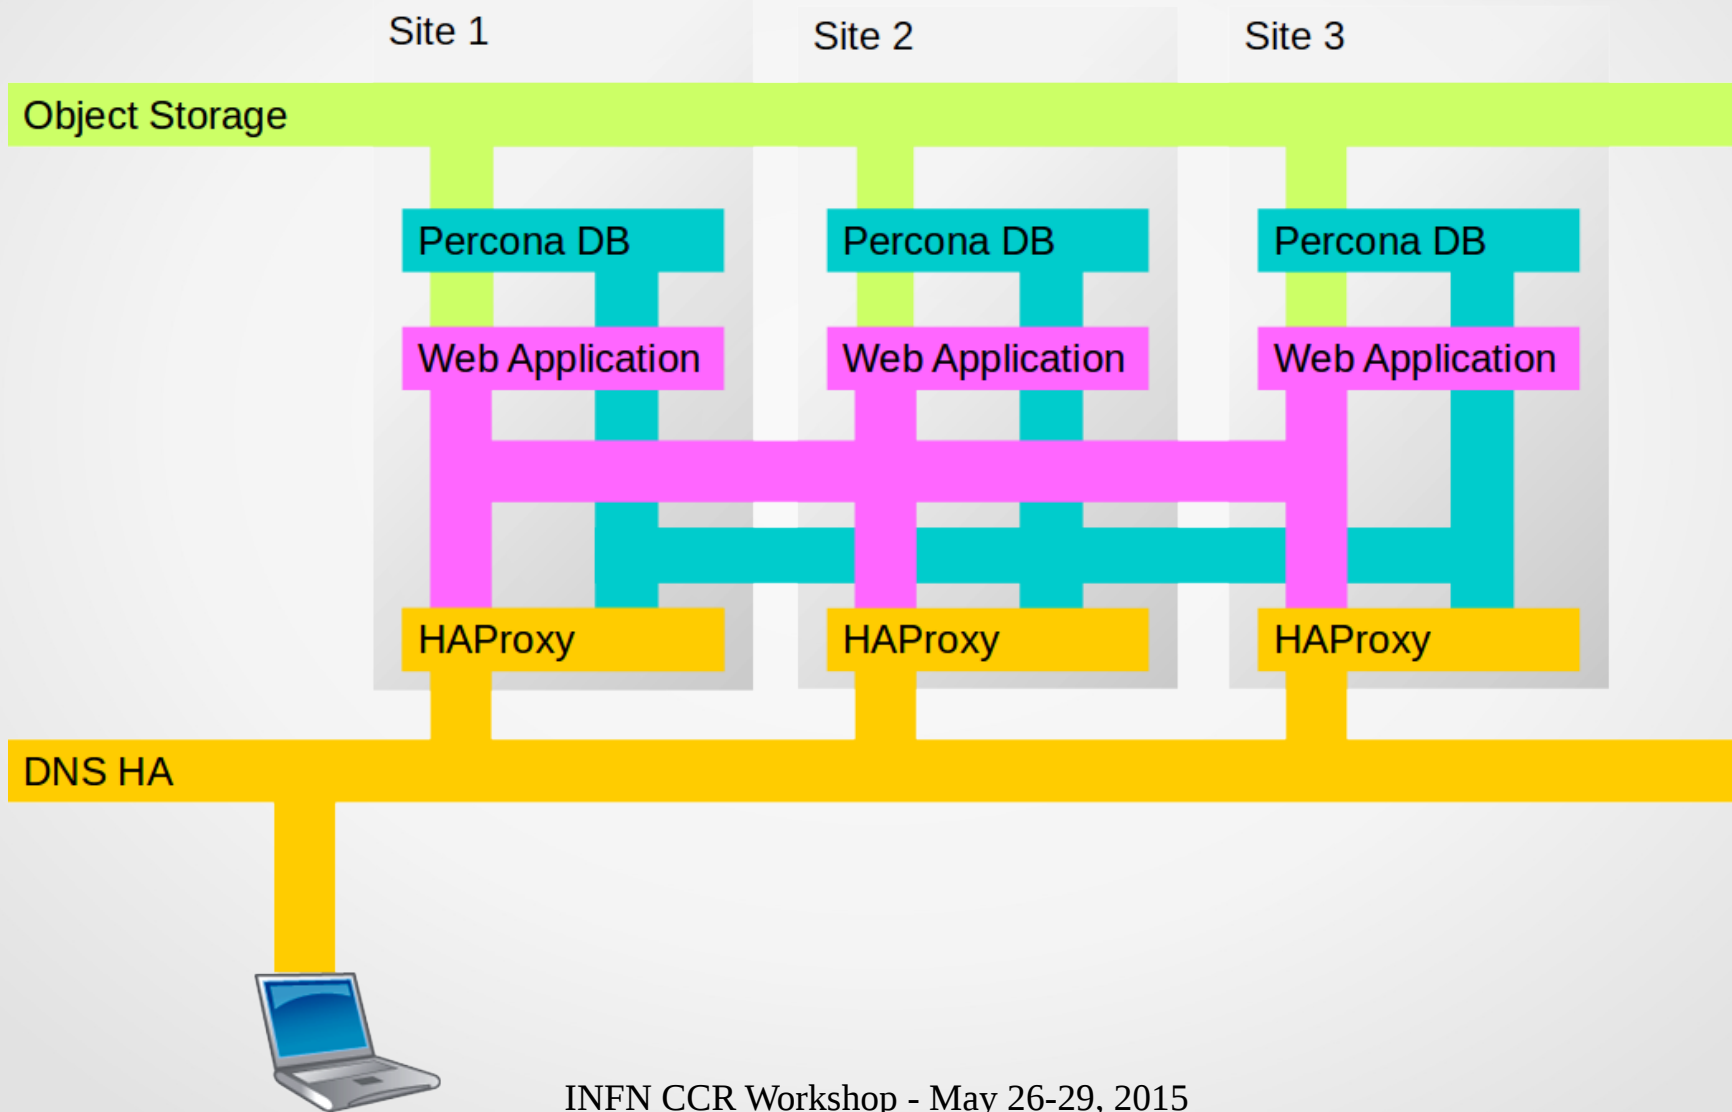 Site 1
Site 2
Site 3
Object Storage
Percona DB
Percona DB
Percona DB
Web Application
Web Application
Web Application
HAProxy
HAProxy
HAProxy
DNS HA
INFN CCR Workshop - May 26-29, 2015